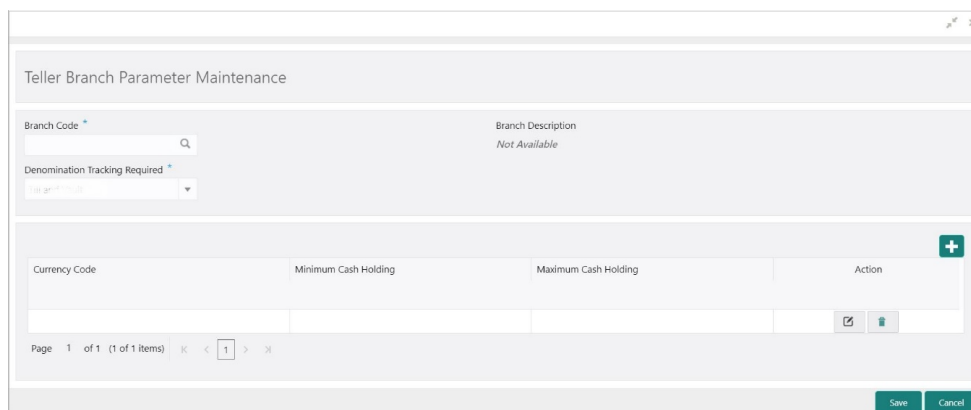 Teller Branch Parameter Maintenance
Branch Code *
Branch Description
Not Available
Denomination Tracking Required *
Currency Code Minimum Cash Holding Maximum Cash Holding Action
Page 1 of 1 (1 of 1 items) K < 1 > >|
Save Cancel